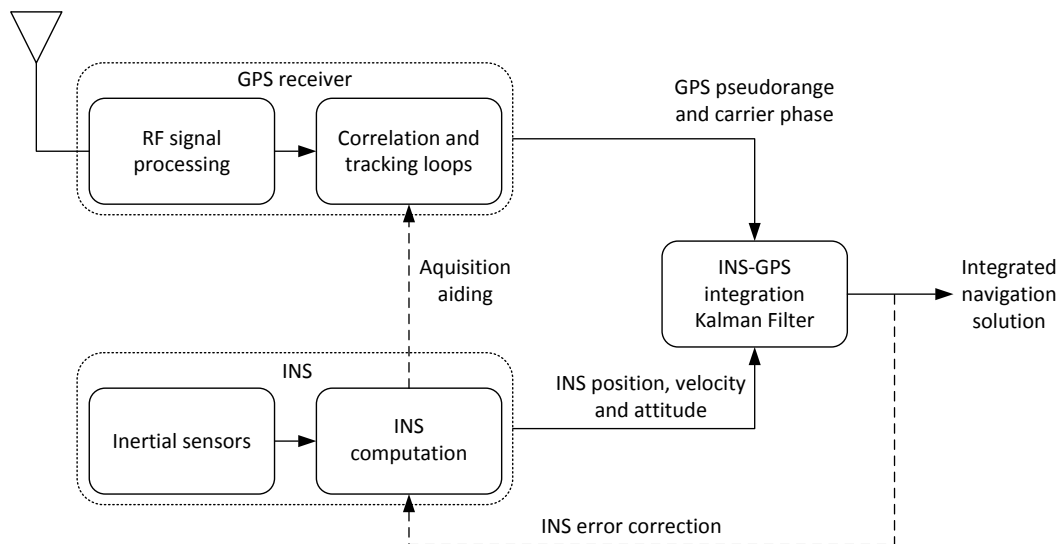 GPS receiver
RF signal
processing
Correlation and
tracking loops
GPS pseudorange
and carrier phase
Aquisition
aiding
INS-GPS
integration
Kalman Filter
Integrated
navigation
solution
INS
Inertial sensors
INS
computation
INS position, velocity
and attitude
INS error correction